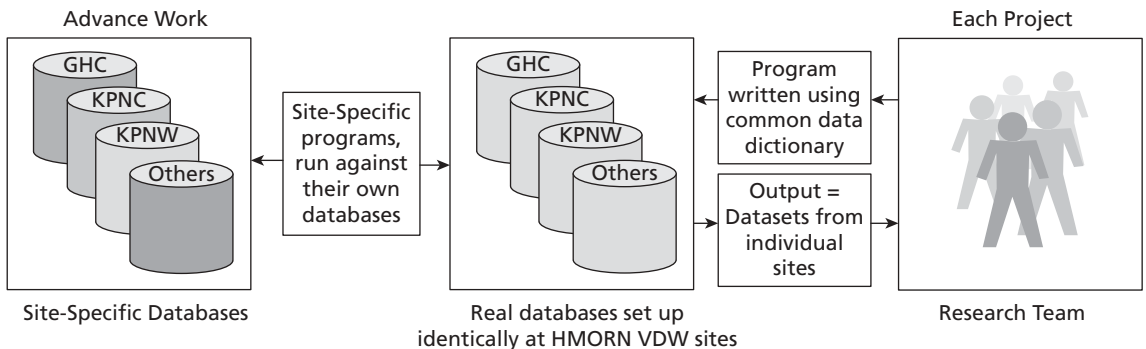 Advance Work
GHC
KPNC
KPNW
Others
Site-Specific Databases
Site-Specific
programs,
run against
their own
databases
GHC
KPNC
KPNW
Others
Real databases set up
identically at HMORN VDW sites
Program
written using
common data
dictionary
Output =
Datasets from
individual
sites
Each Project
Research Team